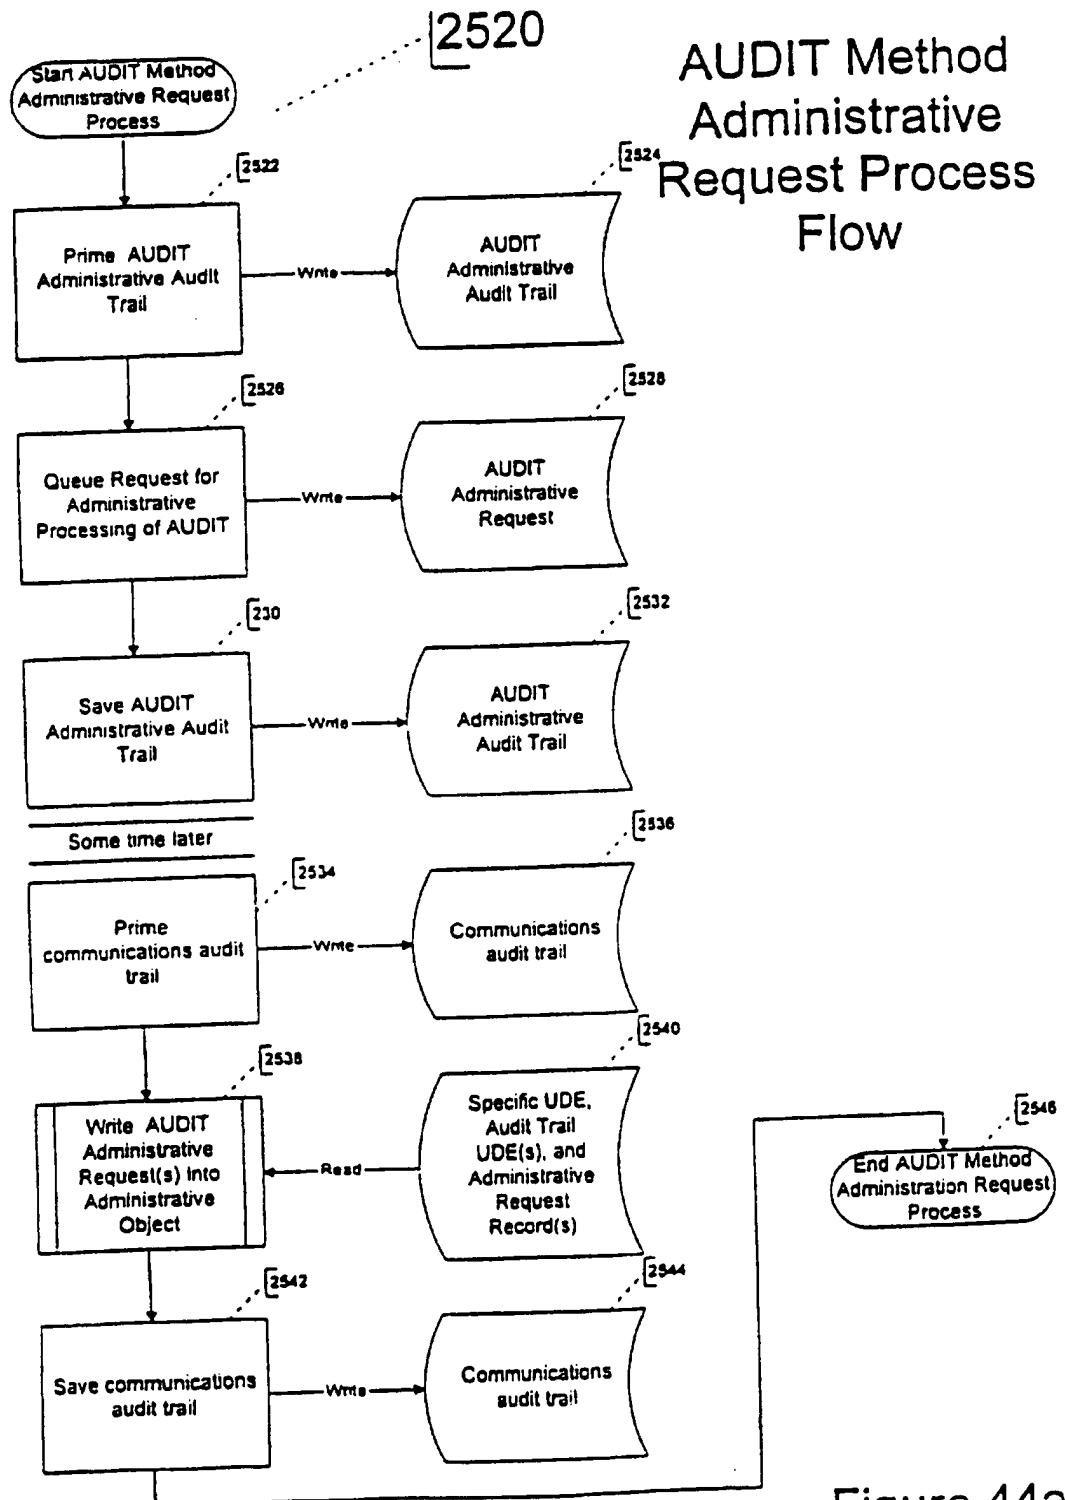 2520
AUDIT Method
Administrative
Request Process
Flow
Start AUDIT Method
Administrative Request
Process
2522
Prime AUDIT
Administrative Audit
Trail
Write
2524
AUDIT
Administrative
Audit Trail
2526
Queue Request for
Administrative
Processing of AUDIT
Write
2528
AUDIT
Administrative
Request
230
Save AUDIT
Administrative Audit
Trail
Write
2532
AUDIT
Administrative
Audit Trail
Some time later
2534
Prime
communications audit
trail
Write
2536
Communications
audit trail
2538
Write AUDIT
Administrative
Request(s) into
Administrative
Object
Read
2540
Specific UDE,
Audit Trail
UDE(s), and
Administrative
Request
Record(s)
2542
Save communications
audit trail
Write
2544
Communications
audit trail
2546
End AUDIT Method
Administration Request
Process
Figure 44a